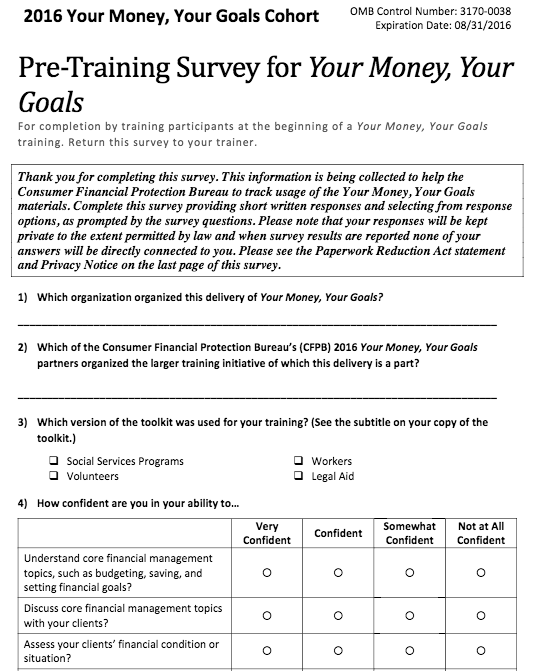 2016 Your Money, Your Goals Cohort
OMB Control Number: 3170-0038
Expiration Date: 08/31/2016
Pre-Training Survey for Your Money, Your
Goals
For completion by training participants at the beginning of a Your Money, Your Goals
training. Return this survey to your trainer.
Thank you for completing this survey. This information is being collected to help the
Consumer Financial Protection Bureau to track usage of the Your Money, Your Goals
materials. Complete this survey providing short written responses and selecting from response
options, as prompted by the survey questions. Please note that your responses will be kept
private to the extent permitted by law and when survey results are reported none of your
answers will be directly connected to you. Please see the Paperwork Reduction Act statement
and Privacy Notice on the last page of this survey.
1) Which organization organized this delivery of Your Money, Your Goals?
2) Which of the Consumer Financial Protection Bureau's (CFPB) 2016 Your Money, Your Goals
partners organized the larger training initiative of which this delivery is a part?
3) Which version of the toolkit was used for your training? (See the subtitle on your copy of the
toolkit.)
❑ Social Services Programs
❑ Workers
❑ Volunteers
❑ Legal Aid
4) How confident are you in your ability to…
Very
Confident
Confident
Somewhat
Confident
Not at All
Confident
Understand core financial management
topics, such as budgeting, saving, and
setting financial goals?
Discuss core financial management topics
with your clients?
Assess your clients' financial condition or
situation?